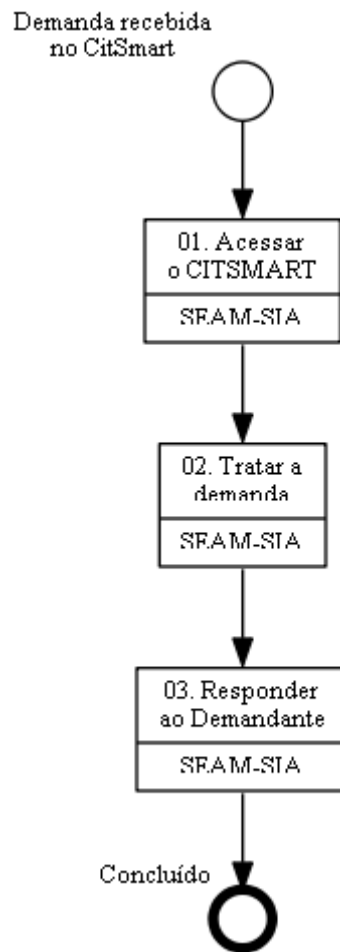 Demanda recebida
no CitSmart
01. Acessar
o CITSMART
SEAM-SIA
02. Tratar a
demanda
SEAM-SIA
03. Responder
ao Demandante
SEAM-SIA
Concluído